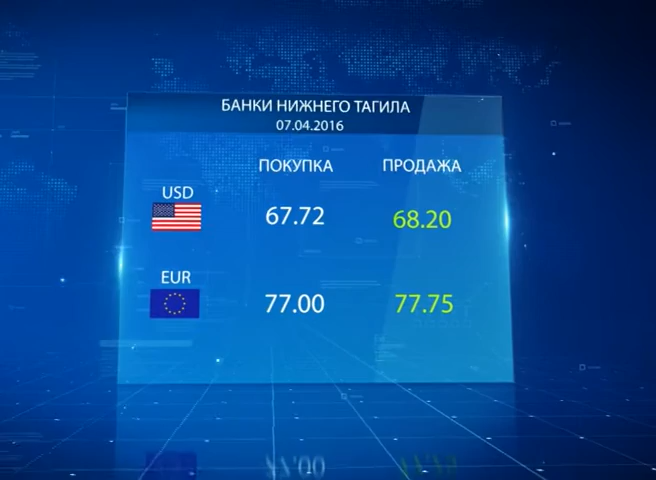 БАНКИ НИЖНЕГО ТАГИЛА
07.04.2016
ПОКУПКА ПРОДАЖА
USD
67.72 68.20
EUR
77.00 77.75